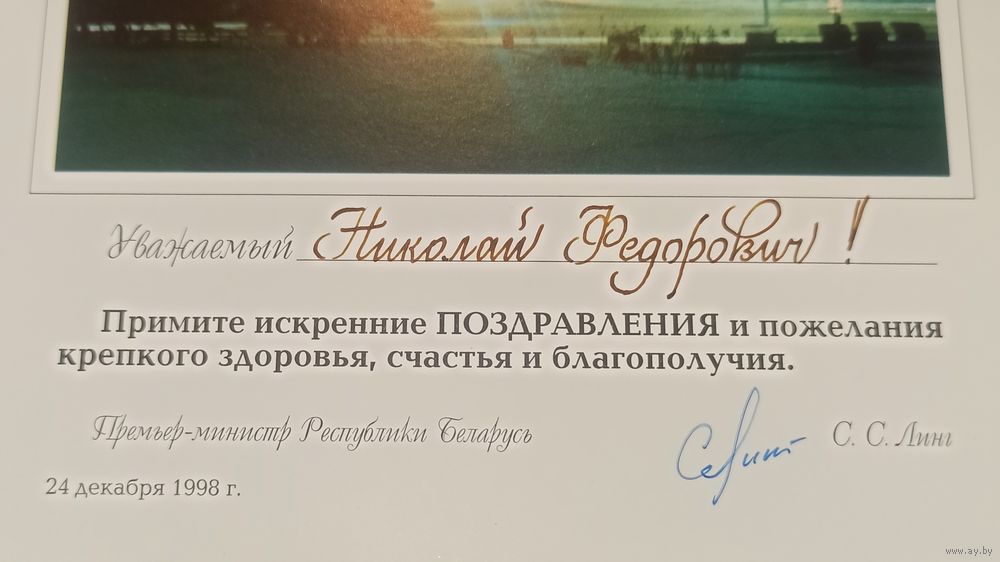 Уважаемый Николай Федорович!
Примите искренние ПОЗДРАВЛЕНИЯ и пожелания
крепкого здоровья, счастья и благополучия.
Премьер-министр Республики Беларусь С. С. Линг
24 декабря 1998 г.
www.ay.by